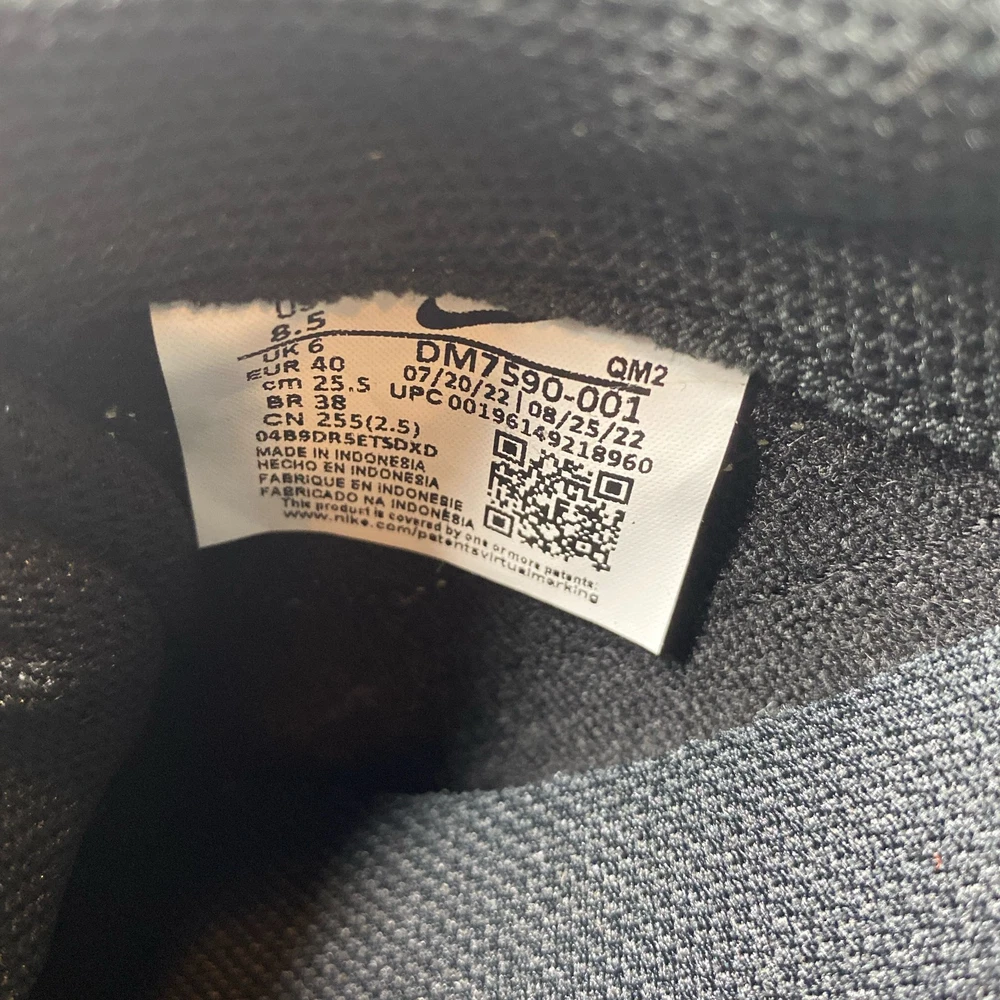 8.5
UK 6
EUR 40
cm 25.5
BR 38
CN 255(2.5)
04B9DR5ETSDXD
MADE IN INDONESIA
HECHO EN INDONESIA
FABRIQUE EN INDONESIE
FABRICADO NA INDONÉSIA
This product is covered by one or more patents:
www.nike.com/patentsvirtualmarking
QM2
DM7590-001
07/20/22 | 08/25/22
UPC 00196149218960